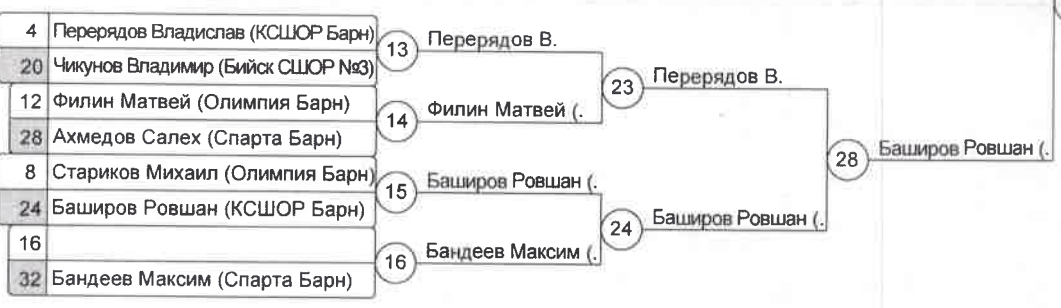 4 Перерядов Владислав (КСШОР Барн)
20 Чикунов Владимир (Бийск СШОР №3)
12 Филин Матвей (Олимпия Барн)
28 Ахмедов Салех (Спарта Барн)
8 Стариков Михаил (Олимпия Барн)
24 Баширов Ровшан (КСШОР Барн)
16
32 Бандеев Максим (Спарта Барн)
13 Перерядов В.
14 Филин Матвей (.
15 Баширов Ровшан (.
16 Бандеев Максим (.
23 Перерядов В.
24 Баширов Ровшан (.
28 Баширов Ровшан (.